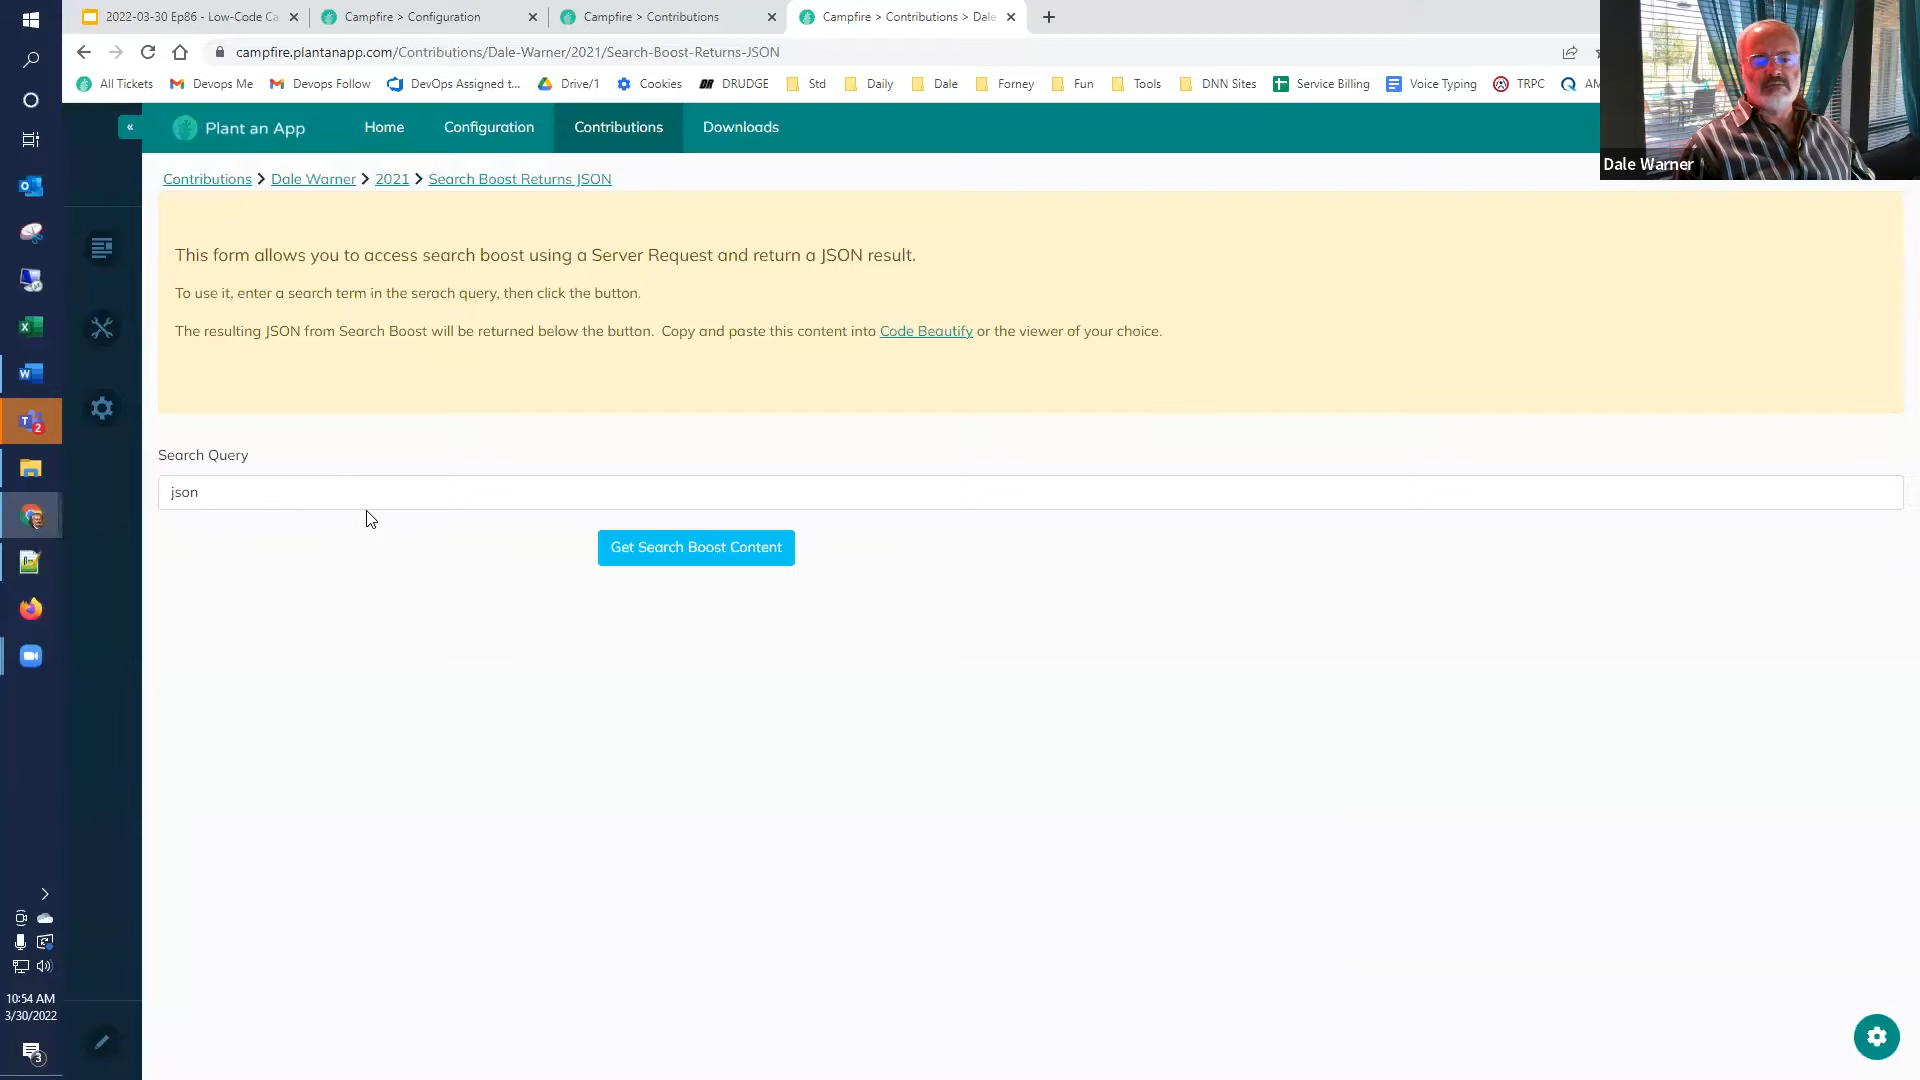 2022-03-30 Ep86 - Low-Code Ca
Campfire > Configuration
Campfire > Contributions
Campfire > Contributions > Dale
campfire.plantanapp.com/Contributions/Dale-Warner/2021/Search-Boost-Returns-JSON
All Tickets
Devops Me
Devops Follow
DevOps Assigned t...
Drive/1
Cookies
DRUDGE
Std
Daily
Dale
Forney
Fun
Tools
DNN Sites
Service Billing
Voice Typing
TRPC
AM
Dale Warner
Plant an App
Home
Configuration
Contributions
Downloads
Contributions > Dale Warner > 2021 > Search Boost Returns JSON
This form allows you to access search boost using a Server Request and return a JSON result.
To use it, enter a search term in the serach query, then click the button.
The resulting JSON from Search Boost will be returned below the button. Copy and paste this content into Code Beautify or the viewer of your choice.
Search Query
json
Get Search Boost Content
2
10:54 AM
3/30/2022
3